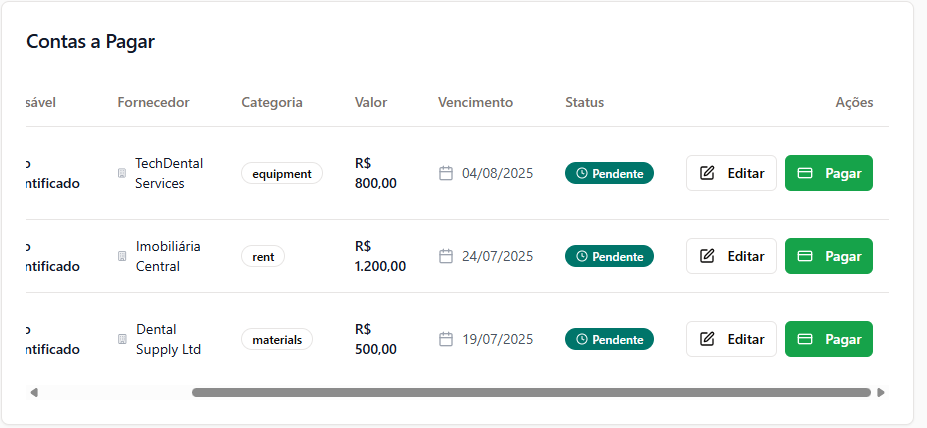 Contas a Pagar
sável Fornecedor Categoria Valor Vencimento Status Ações
o TechDental R$
ntificado Services equipment 800,00 04/08/2025 Pendente Editar Pagar
o Imobiliária R$
ntificado Central rent 1.200,00 24/07/2025 Pendente Editar Pagar
o Dental R$
ntificado Supply Ltd materials 500,00 19/07/2025 Pendente Editar Pagar